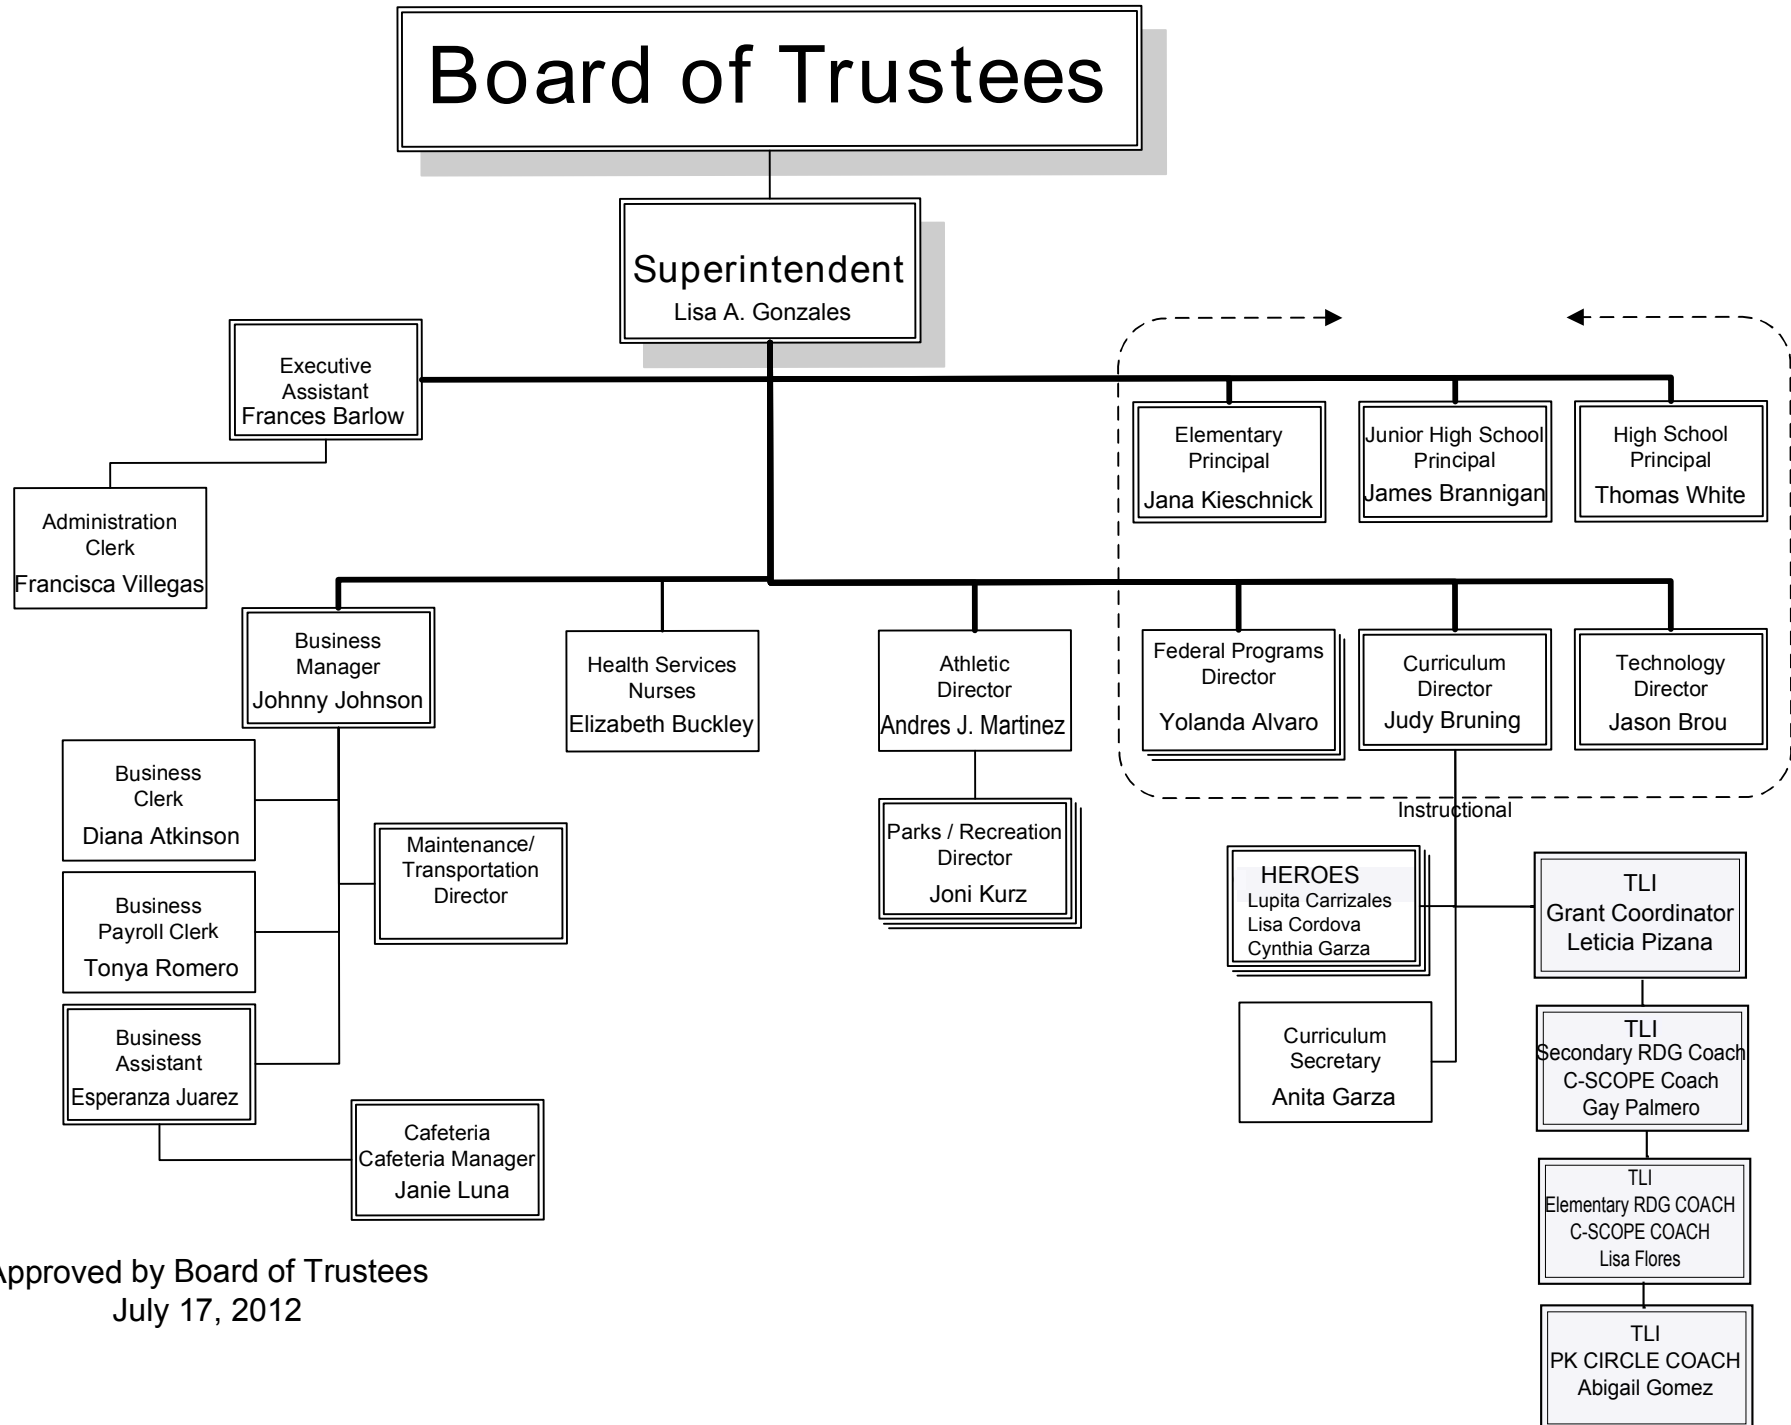 Board of Trustees
Superintendent
Lisa A. Gonzales
Executive
Assistant
Frances Barlow
Elementary
Principal
Jana Kieschnick
Junior High School
Principal
James Brannigan
High School
Principal
Thomas White
Administration
Clerk
Francisca Villegas
Business
Manager
Johnny Johnson
Health Services
Nurses
Elizabeth Buckley
Athletic
Director
Andres J. Martinez
Federal Programs
Director
Yolanda Alvaro
Curriculum
Director
Judy Bruning
Technology
Director
Jason Brou
Instructional
Business
Clerk
Diana Atkinson
Maintenance/
Transportation
Director
Parks / Recreation
Director
Joni Kurz
Business
Payroll Clerk
Tonya Romero
HEROES
Lupita Carrizales
Lisa Cordova
Cynthia Garza
TLI
Grant Coordinator
Leticia Pizana
Business
Assistant
Esperanza Juarez
Curriculum
Secretary
Anita Garza
TLI
Secondary RDG Coach
C-SCOPE Coach
Gay Palmero
Cafeteria
Cafeteria Manager
Janie Luna
TLI
Elementary RDG COACH
C-SCOPE COACH
Lisa Flores
TLI
PK CIRCLE COACH
Abigail Gomez
Approved by Board of Trustees
July 17, 2012